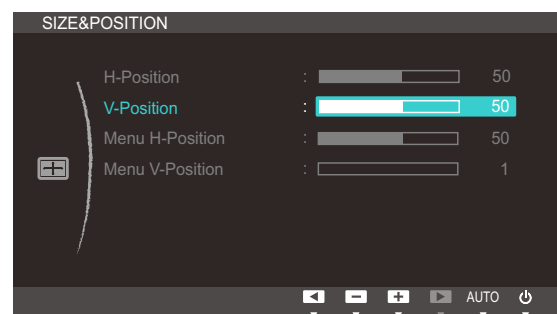 SIZE&POSITION
H-Position : 50
V-Position : 50
Menu H-Position : 50
Menu V-Position : 1
AUTO